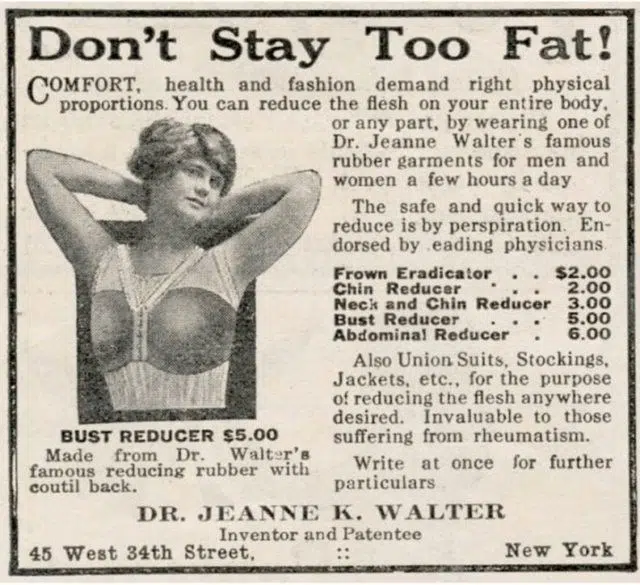 Don't Stay Too Fat!
COMFORT, health and fashion demand right physical
proportions. You can reduce the flesh on your entire body,
or any part, by wearing one of
Dr. Jeanne Walter's famous
rubber garments for men and
women a few hours a day
The safe and quick way to
reduce is by perspiration. En-
dorsed by eading physicians
Frown Eradicator . . $2.00
Chin Reducer . . 2.00
Neck and Chin Reducer 3.00
Bust Reducer . . . 5.00
Abdominal Reducer . 6.00
Also Union Suits, Stockings,
Jackets, etc., for the purpose
of reducing the flesh anywhere
desired. Invaluable to those
suffering from rheumatism.
Write at once for further
particulars
BUST REDUCER $5.00
Made from Dr. Walter's
famous reducing rubber with
coutil back.
DR. JEANNE K. WALTER
Inventor and Patentee
45 West 34th Street, :: New York